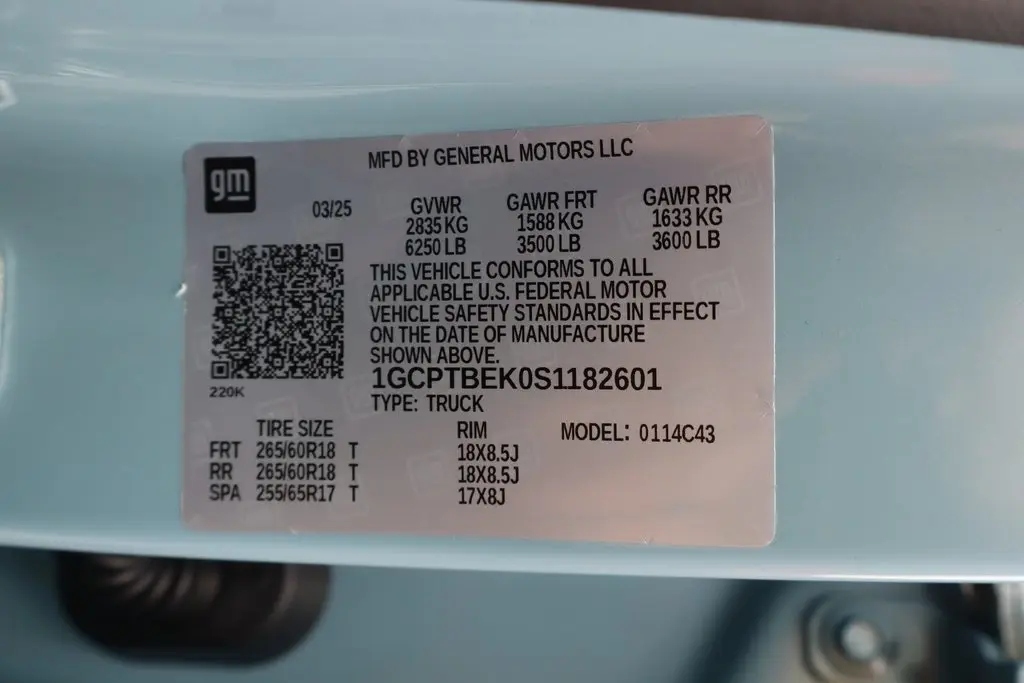 MFD BY GENERAL MOTORS LLC
gm
03/25
GVWR GAWR FRT GAWR RR
2835 KG 1588 KG 1633 KG
6250 LB 3500 LB 3600 LB
THIS VEHICLE CONFORMS TO ALL
APPLICABLE U.S. FEDERAL MOTOR
VEHICLE SAFETY STANDARDS IN EFFECT
ON THE DATE OF MANUFACTURE
SHOWN ABOVE.
1GCPTBEK0S1182601
220K
TYPE: TRUCK
TIRE SIZE RIM MODEL: 0114C43
FRT 265/60R18 T 18X8.5J
RR 265/60R18 T 18X8.5J
SPA 255/65R17 T 17X8J